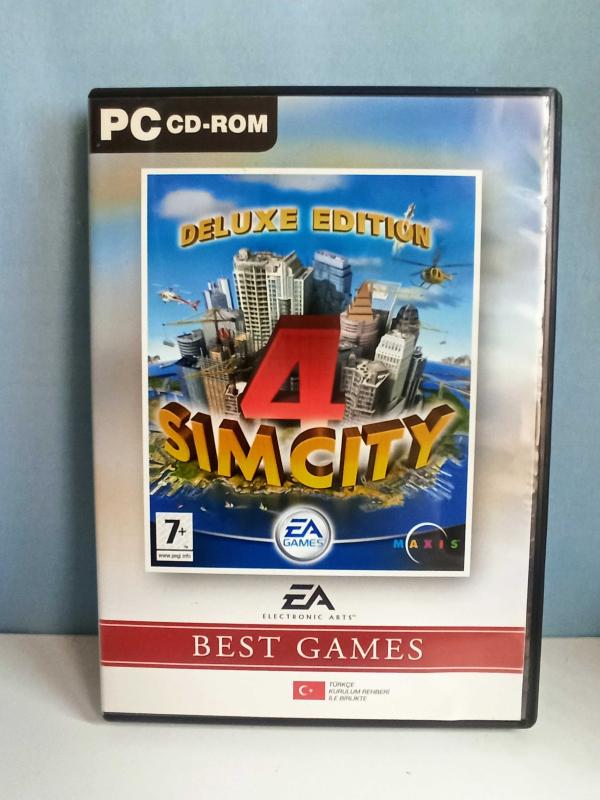 PC CD-ROM
DELUXE EDITION
4
SIMCITY
7+
www.pegi.info
EA
GAMES
MAXIS
EA
ELECTRONIC ARTS™
BEST GAMES
TÜRKÇE
KURULUM REHBERİ
İLE BİRLİKTE